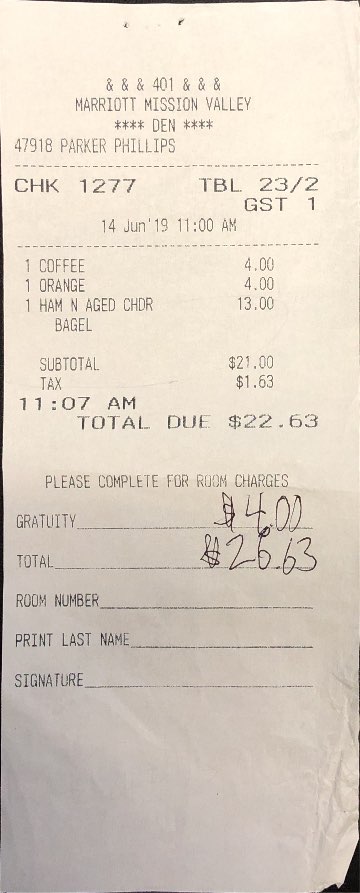 & & & 401 & & &
MARRIOTT MISSION VALLEY
**** DEN ****
47918 PARKER PHILLIPS
CHK 1277 TBL 23/2
GST 1
14 Jun'19 11:00 AM
1 COFFEE 4.00
1 ORANGE 4.00
1 HAM N AGED CHDR 13.00
BAGEL
SUBTOTAL $21.00
TAX $1.63
11:07 AM
TOTAL DUE $22.63
PLEASE COMPLETE FOR ROOM CHARGES
GRATUITY $4.00
TOTAL $26.63
ROOM NUMBER
PRINT LAST NAME
SIGNATURE